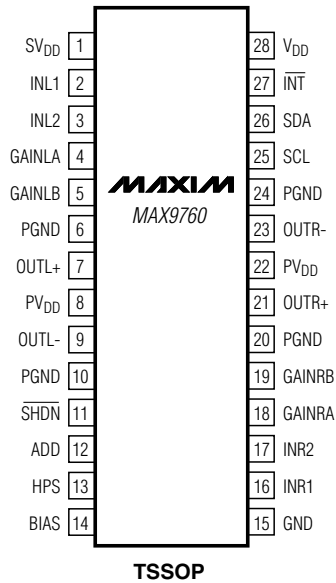 SVDD 1
INL1 2
INL2 3
GAINLA 4
GAINLB 5
PGND 6
OUTL+ 7
PVDD 8
OUTL- 9
PGND 10
SHDN 11
ADD 12
HPS 13
BIAS 14
MAXIM
MAX9760
28 VDD
27 INT
26 SDA
25 SCL
24 PGND
23 OUTR-
22 PVDD
21 OUTR+
20 PGND
19 GAINRB
18 GAINRA
17 INR2
16 INR1
15 GND
TSSOP